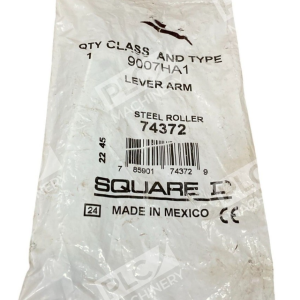 QTY CLASS AND TYPE
1 9007HA1
LEVER ARM
STEEL ROLLER
74372
22 45
7 85901 74372 9
SQUARE D
24 MADE IN MEXICO CE